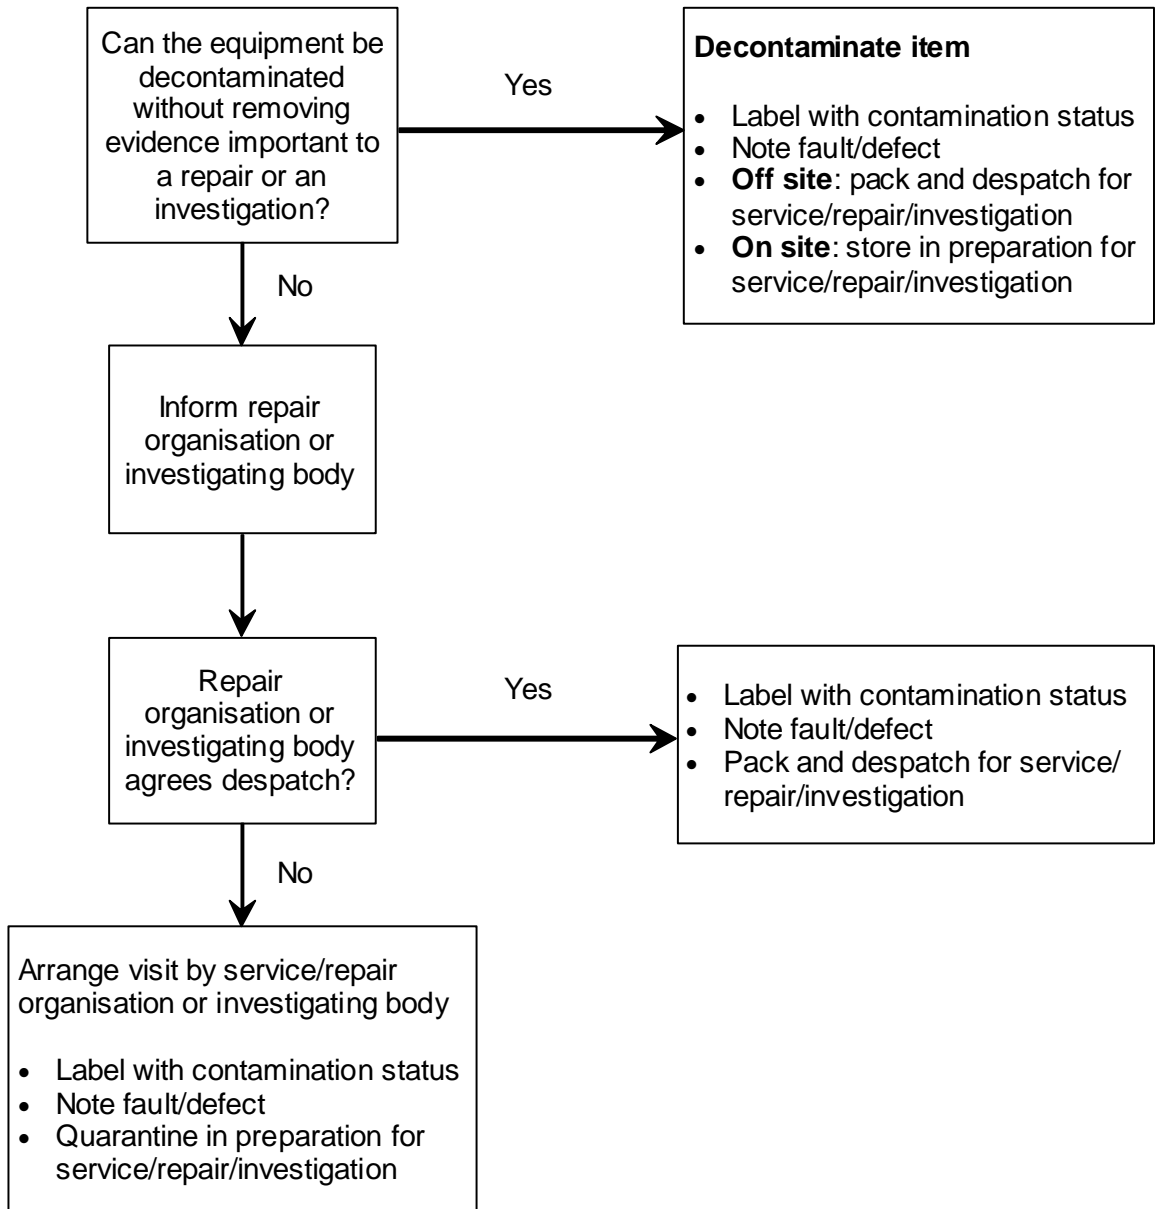 Can the equipment be
decontaminated
without removing
evidence important to
a repair or an
investigation?
Yes
Decontaminate item
• Label with contamination status
• Note fault/defect
• Off site: pack and despatch for
service/repair/investigation
• On site: store in preparation for
service/repair/investigation
No
Inform repair
organisation or
investigating body
Repair
organisation or
investigating body
agrees despatch?
Yes
• Label with contamination status
• Note fault/defect
• Pack and despatch for service/
repair/investigation
No
Arrange visit by service/repair
organisation or investigating body
• Label with contamination status
• Note fault/defect
• Quarantine in preparation for
service/repair/investigation